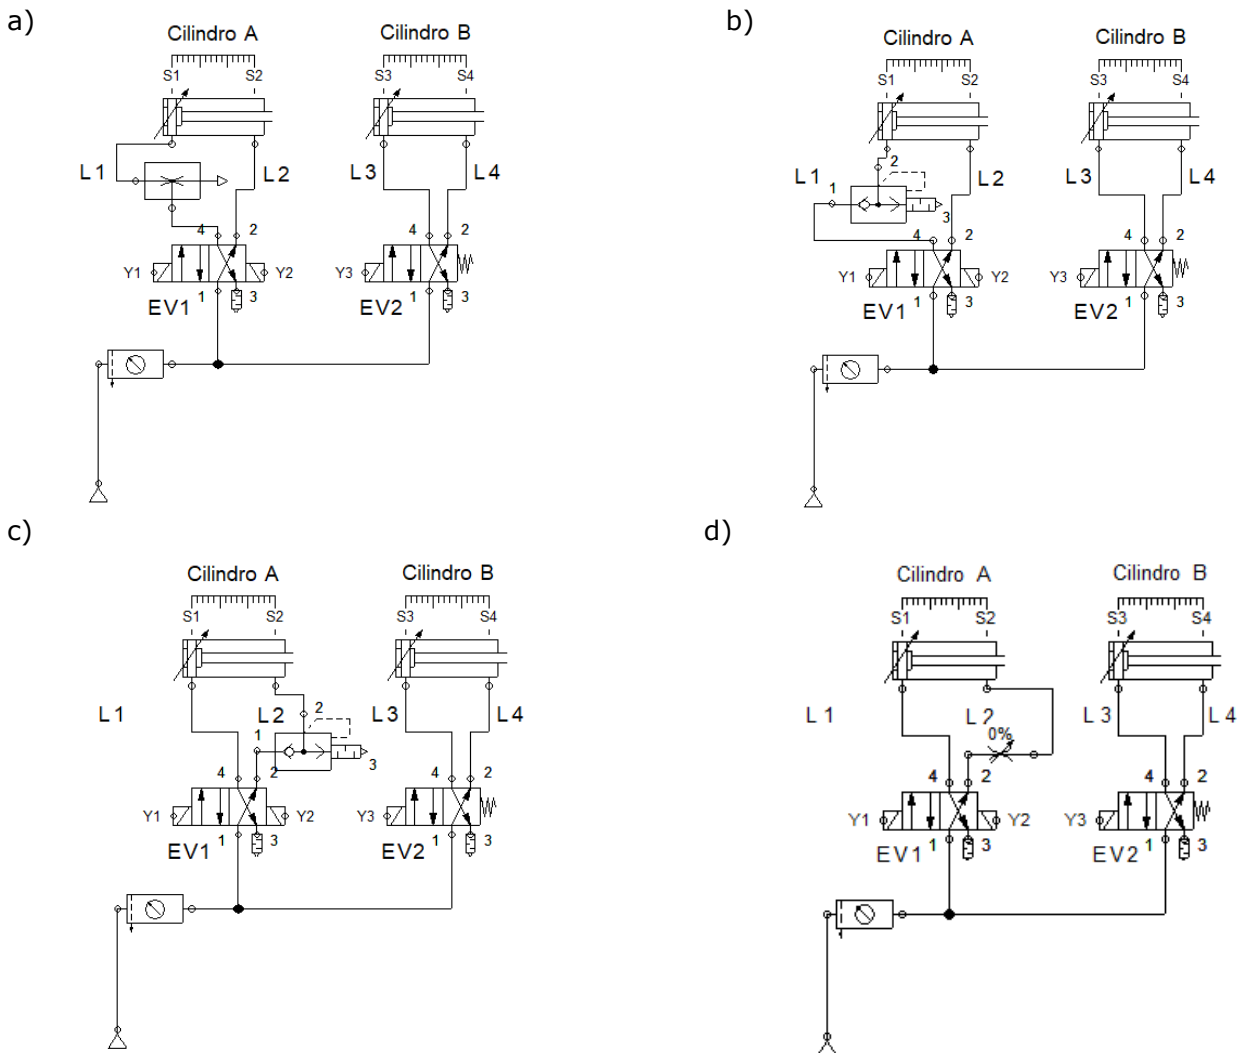 a)
Cilindro A Cilindro B
S1 S2 S3 S4
L1 L2 L3 L4
4 2 4 2
Y1 Y2 Y3
EV1 1 3 EV2 1 3
b)
Cilindro A Cilindro B
S1 S2 S3 S4
2
L1 1 L2 L3 L4
3
4 2 4 2
Y1 Y2 Y3
EV1 1 3 EV2 1 3
c)
Cilindro A Cilindro B
S1 S2 S3 S4
L1 L2 2 L3 L4
1
3
4 2 4 2
Y1 Y2 Y3
EV1 1 3 EV2 1 3
d)
Cilindro A Cilindro B
S1 S2 S3 S4
L1 L2 L3 L4
0%
4 2 4 2
Y1 Y2 Y3
EV1 1 3 EV2 1 3